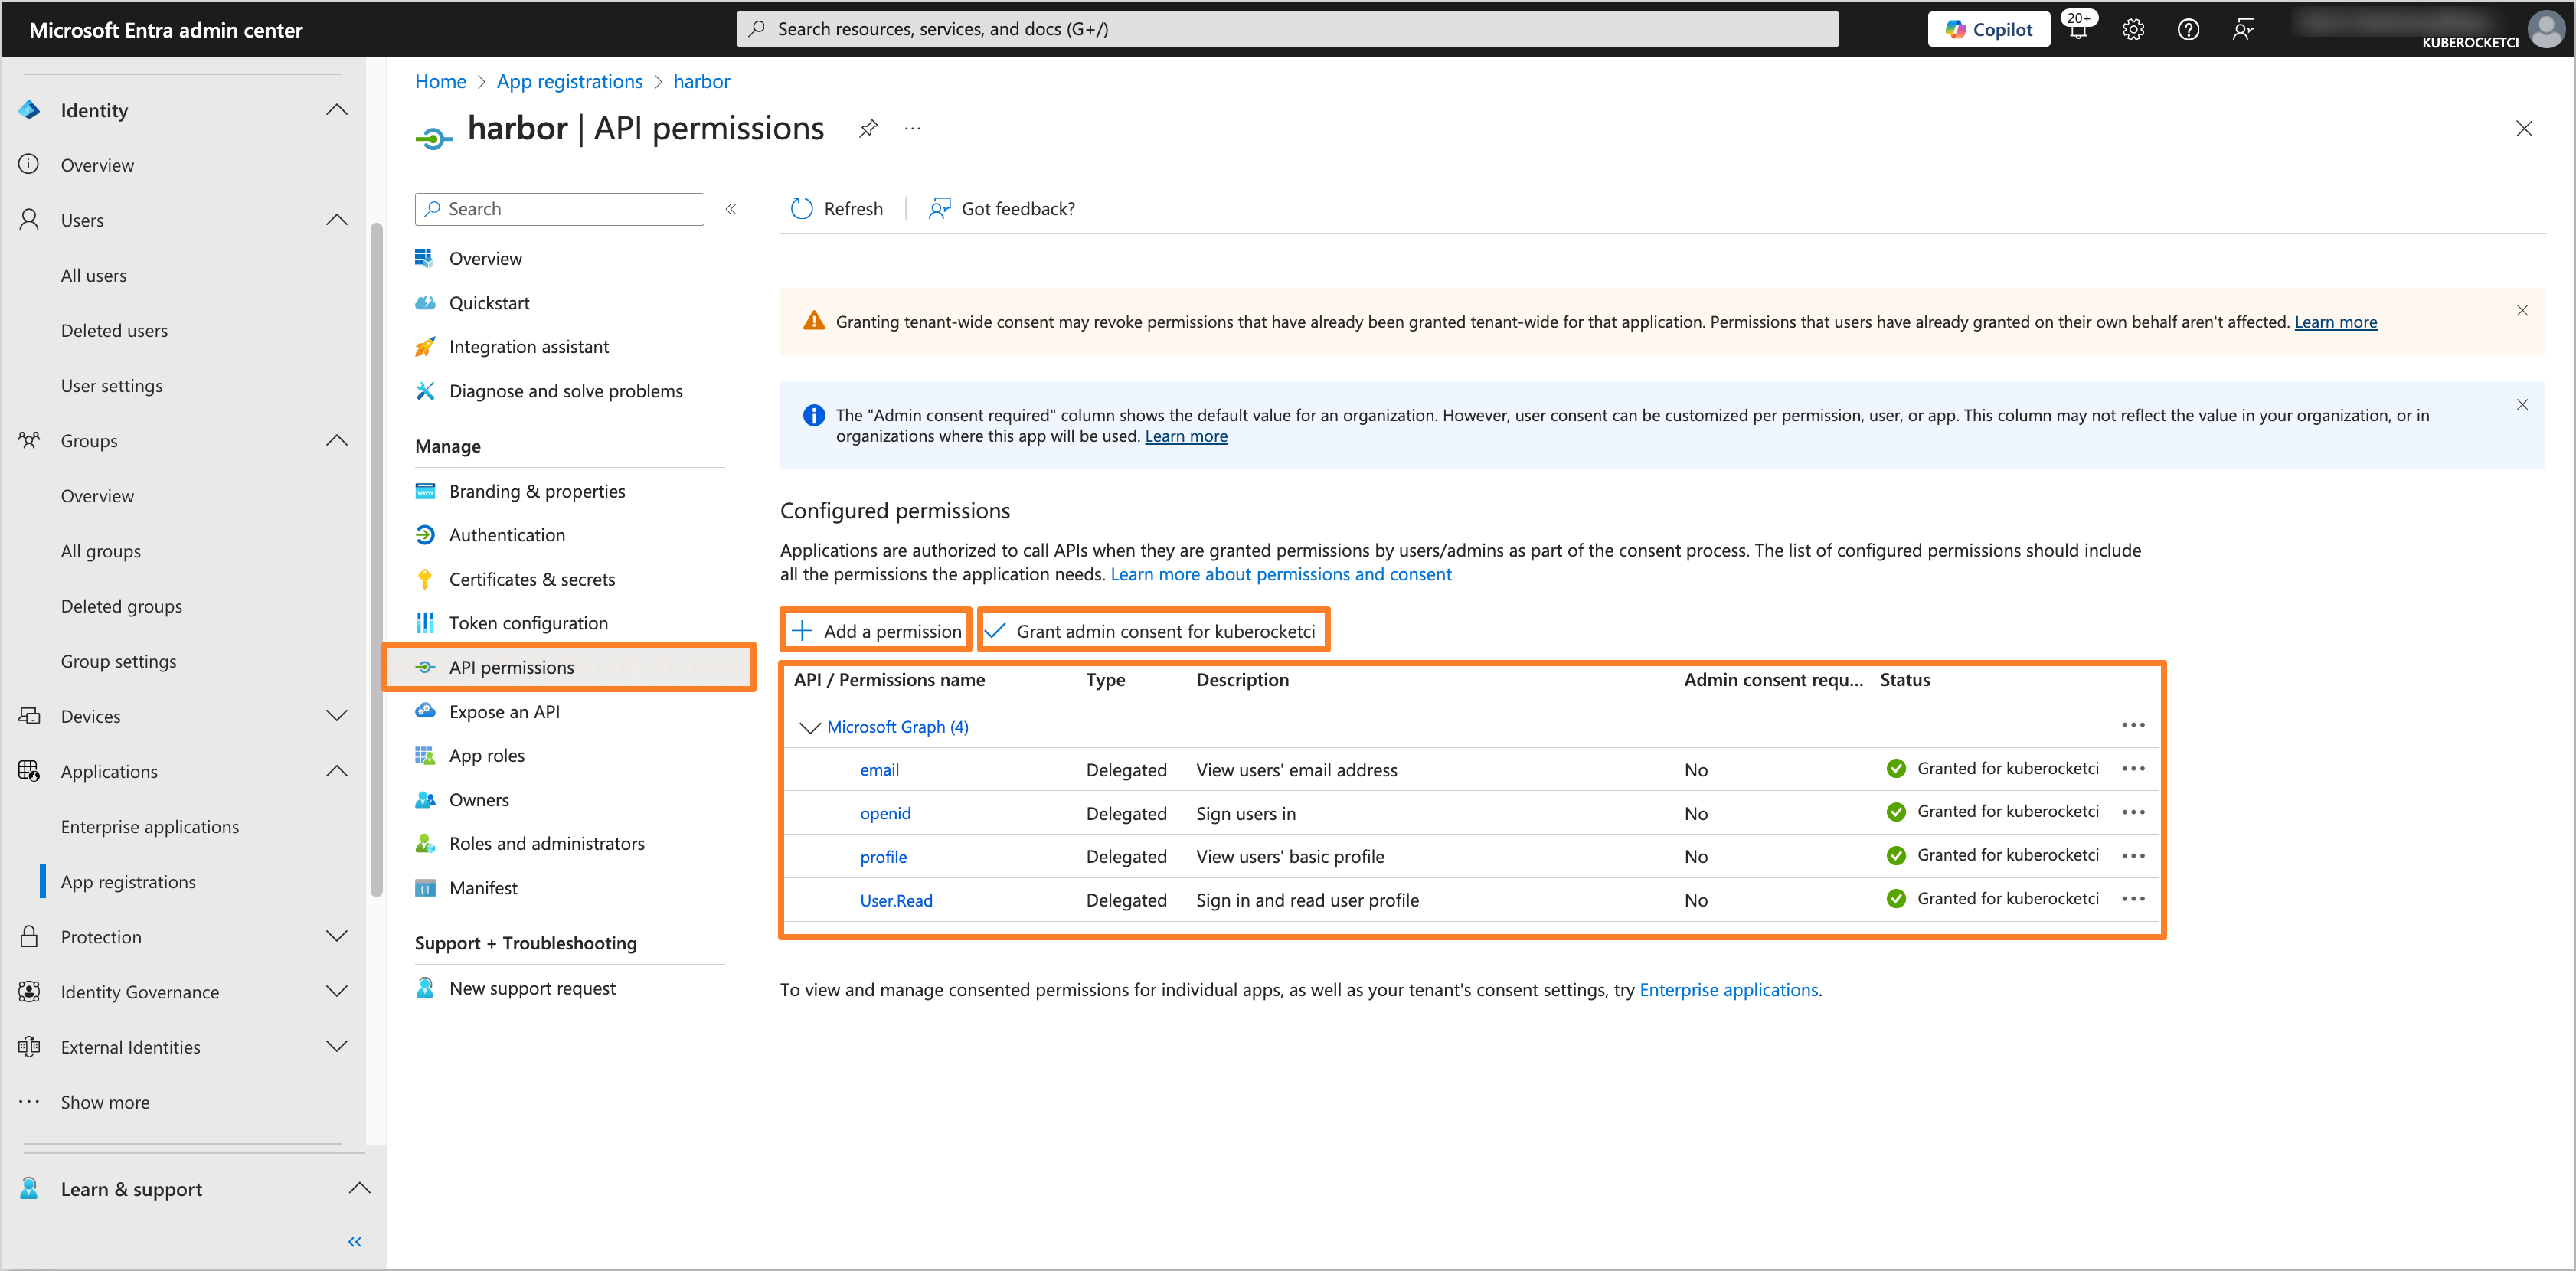 Microsoft Entra admin center
Search resources, services, and docs (G+/)
Copilot
20+
KUBEROCKETCI
Identity
Overview
Users
All users
Deleted users
User settings
Groups
Overview
All groups
Deleted groups
Group settings
Devices
Applications
Enterprise applications
App registrations
Protection
Identity Governance
External Identities
Show more
Learn & support
Home > App registrations > harbor
harbor | API permissions
Search
Overview
Quickstart
Integration assistant
Diagnose and solve problems
Manage
Branding & properties
Authentication
Certificates & secrets
Token configuration
API permissions
Expose an API
App roles
Owners
Roles and administrators
Manifest
Support + Troubleshooting
New support request
Refresh
Got feedback?
Granting tenant-wide consent may revoke permissions that have already been granted tenant-wide for that application. Permissions that users have already granted on their own behalf aren't affected. Learn more
The "Admin consent required" column shows the default value for an organization. However, user consent can be customized per permission, user, or app. This column may not reflect the value in your organization, or in
organizations where this app will be used. Learn more
Configured permissions
Applications are authorized to call APIs when they are granted permissions by users/admins as part of the consent process. The list of configured permissions should include
all the permissions the application needs. Learn more about permissions and consent
Add a permission
Grant admin consent for kuberocketci
API / Permissions name Type Description Admin consent requ... Status
Microsoft Graph (4)
email Delegated View users' email address No Granted for kuberocketci
openid Delegated Sign users in No Granted for kuberocketci
profile Delegated View users' basic profile No Granted for kuberocketci
User.Read Delegated Sign in and read user profile No Granted for kuberocketci
To view and manage consented permissions for individual apps, as well as your tenant's consent settings, try Enterprise applications.